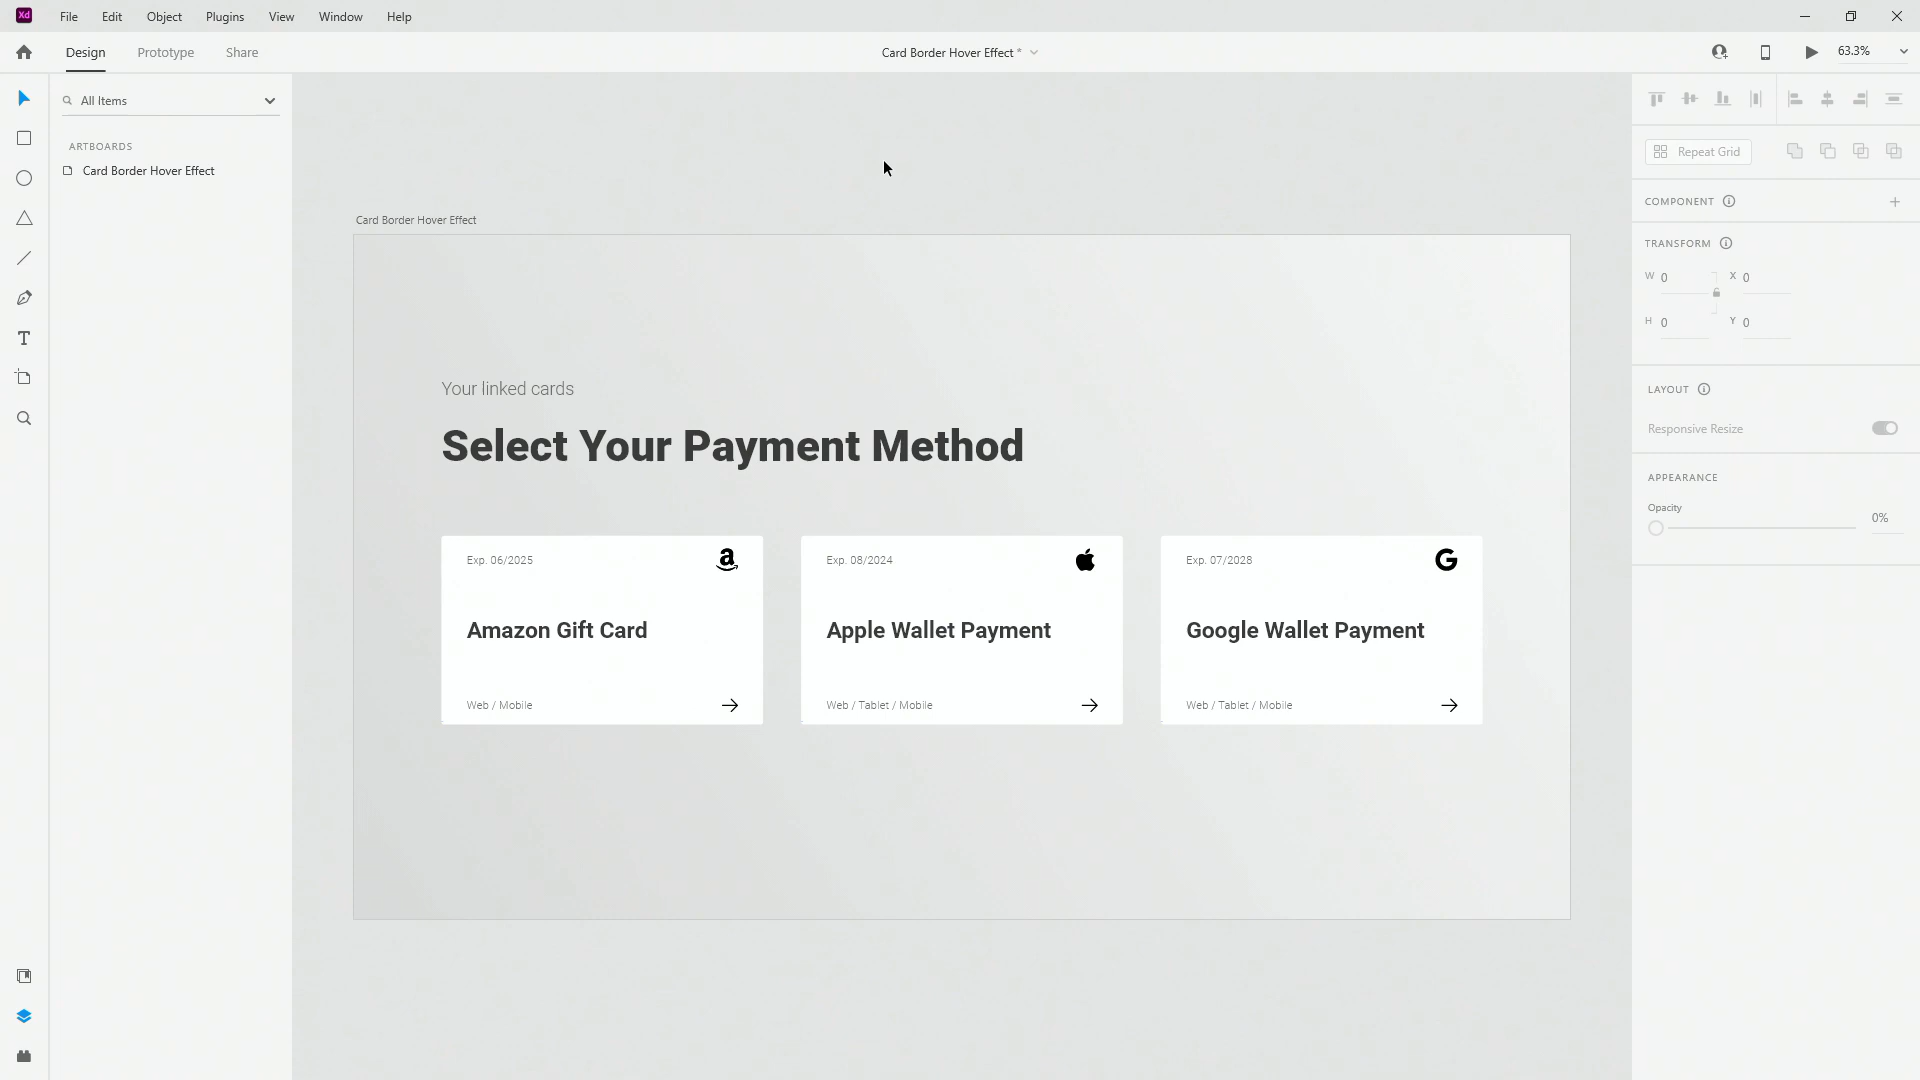 Xd File Edit Object Plugins View Window Help
Design Prototype Share
Card Border Hover Effect *
63.3%
All Items
ARTBOARDS
Card Border Hover Effect
Card Border Hover Effect
Your linked cards
Select Your Payment Method
Exp. 06/2025
Amazon Gift Card
Web / Mobile
Exp. 08/2024
Apple Wallet Payment
Web / Tablet / Mobile
Exp. 07/2028
Google Wallet Payment
Web / Tablet / Mobile
Repeat Grid
COMPONENT
TRANSFORM
W 0 X 0
H 0 Y 0
LAYOUT
Responsive Resize
APPEARANCE
Opacity
0%